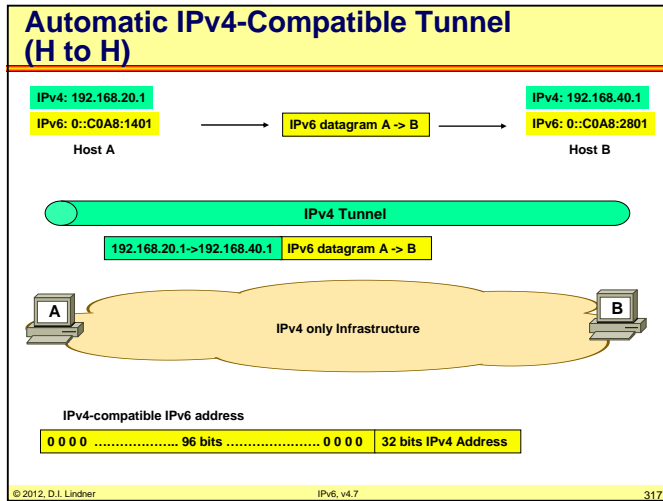 Automatic IPv4-Compatible Tunnel
(H to H)
IPv4: 192.168.20.1
IPv6: 0::C0A8:1401
Host A
IPv6 datagram A -> B
IPv4: 192.168.40.1
IPv6: 0::C0A8:2801
Host B
IPv4 Tunnel
192.168.20.1->192.168.40.1 IPv6 datagram A -> B
A
B
IPv4 only Infrastructure
IPv4-compatible IPv6 address
0 0 0 0 ……………….. 96 bits …………………. 0 0 0 0 32 bits IPv4 Address
© 2012, D.I. Lindner IPv6, v4.7 317